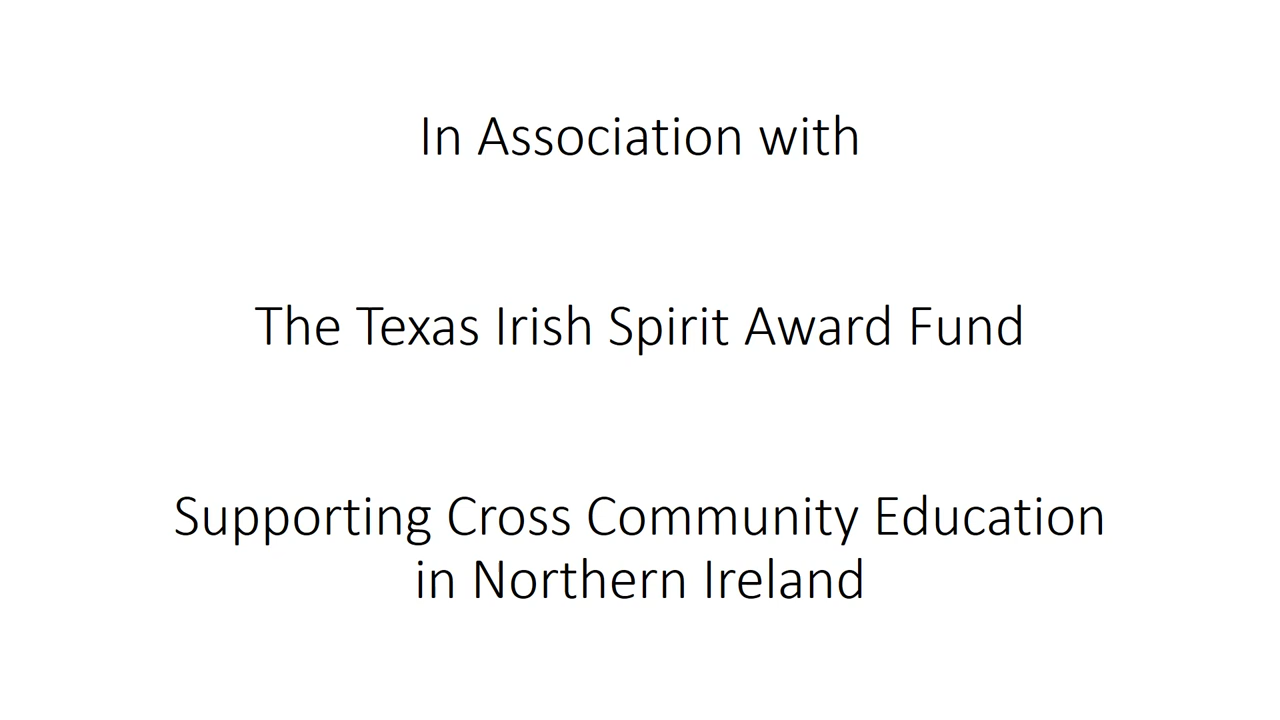 In Association with
The Texas Irish Spirit Award Fund
Supporting Cross Community Education
in Northern Ireland